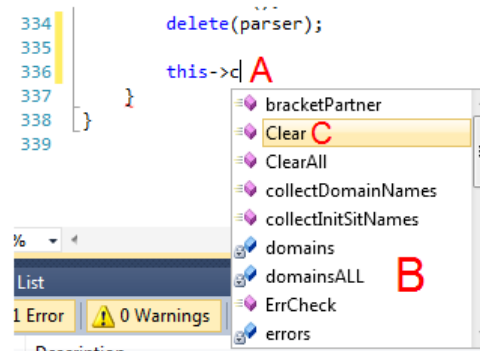 334 delete(parser);
335
336 this->c A
337 }
338 }
339
bracketPartner
Clear C
ClearAll
collectDomainNames
collectInitSitNames
domains
domainsALL B
ErrCheck
errors
%
List
1 Error 0 Warnings